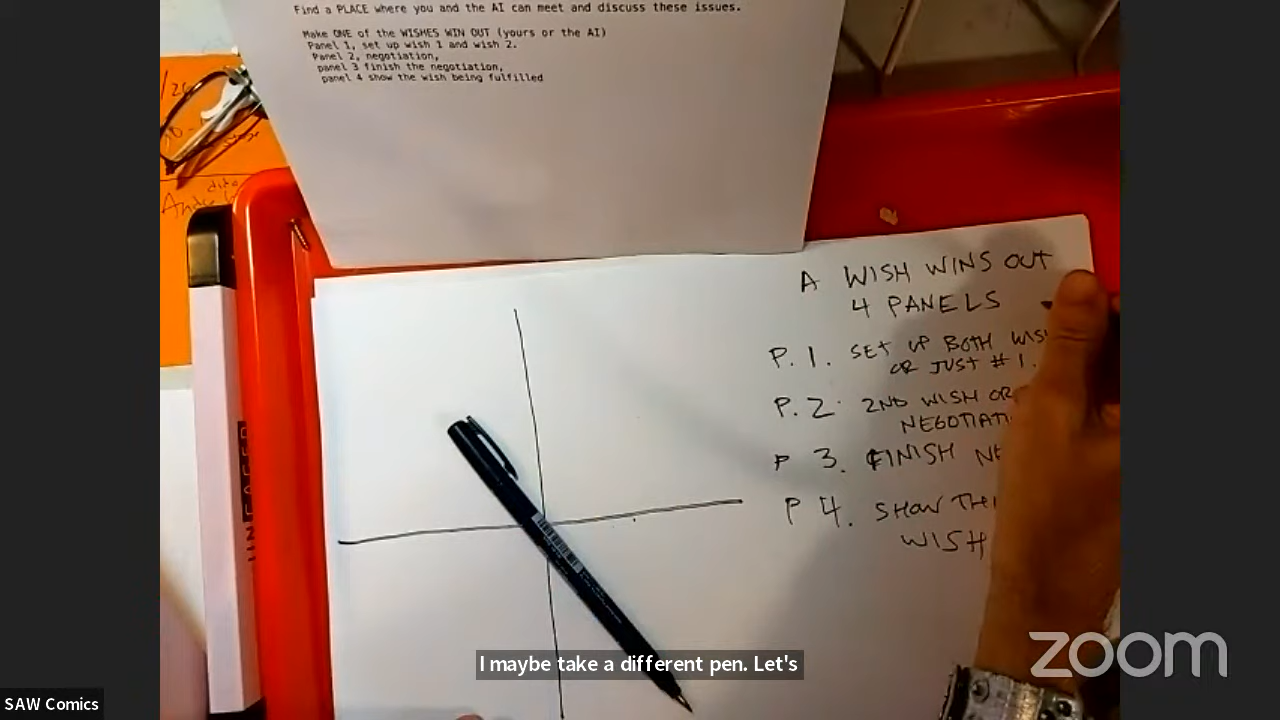 Find a PLACE where you and the AI can meet and discuss these issues.
Make ONE of the WISHES WIN OUT (yours or the AI)
Panel 1, set up wish 1 and wish 2.
Panel 2, negotiation,
panel 3 finish the negotiation,
panel 4 show the wish being fulfilled
A WISH WINS OUT
4 PANELS
P. 1. SET UP BOTH WIS
OR JUST # 1.
P. 2. 2ND WISH OR
NEGOTIATI
P 3. FINISH NE
P 4. SHOW THE
WISH
I maybe take a different pen. Let's
SAW Comics
zoom